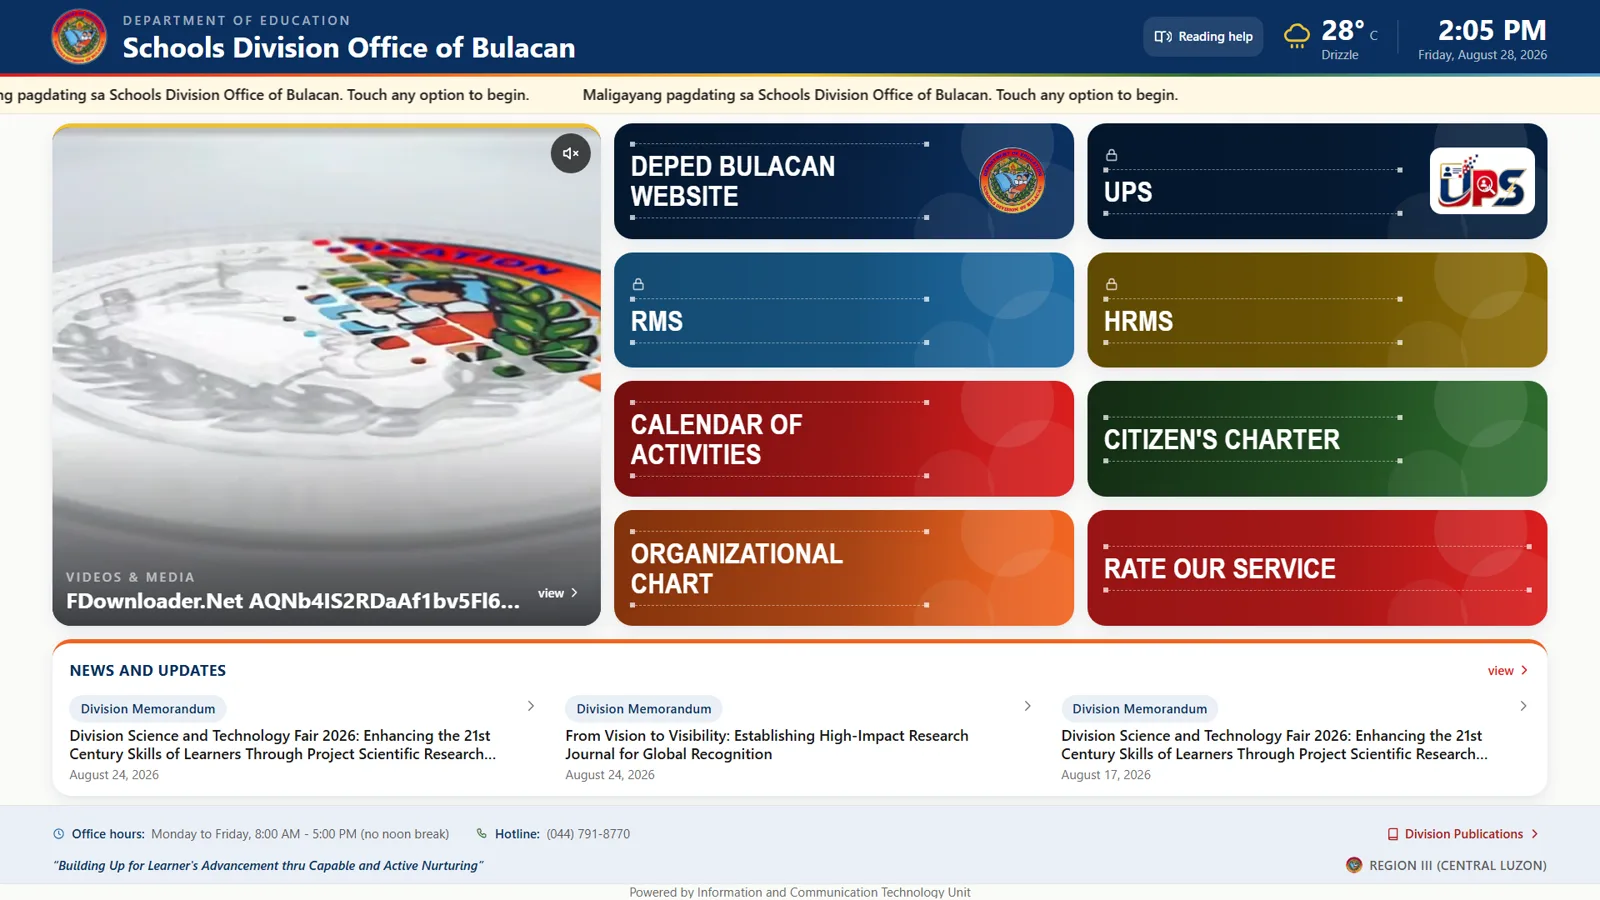 DEPARTMENT OF EDUCATION
Schools Division Office of Bulacan
Reading help
28° C
Drizzle
2:05 PM
Friday, August 28, 2026
ng pagdating sa Schools Division Office of Bulacan. Touch any option to begin.
Maligayang pagdating sa Schools Division Office of Bulacan. Touch any option to begin.
UCATION
VIDEOS & MEDIA
FDownloader.Net AQNb4IS2RDaAf1bv5Fl6...
view
DEPED BULACAN
WEBSITE
UPS
UPS
RMS
HRMS
CALENDAR OF
ACTIVITIES
CITIZEN'S CHARTER
ORGANIZATIONAL
CHART
RATE OUR SERVICE
NEWS AND UPDATES
view
Division Memorandum
Division Science and Technology Fair 2026: Enhancing the 21st
Century Skills of Learners Through Project Scientific Research...
August 24, 2026
Division Memorandum
From Vision to Visibility: Establishing High-Impact Research
Journal for Global Recognition
August 24, 2026
Division Memorandum
Division Science and Technology Fair 2026: Enhancing the 21st
Century Skills of Learners Through Project Scientific Research...
August 17, 2026
Office hours: Monday to Friday, 8:00 AM - 5:00 PM (no noon break)
Hotline: (044) 791-8770
Division Publications
"Building Up for Learner's Advancement thru Capable and Active Nurturing"
REGION III (CENTRAL LUZON)
Powered by Information and Communication Technology Unit